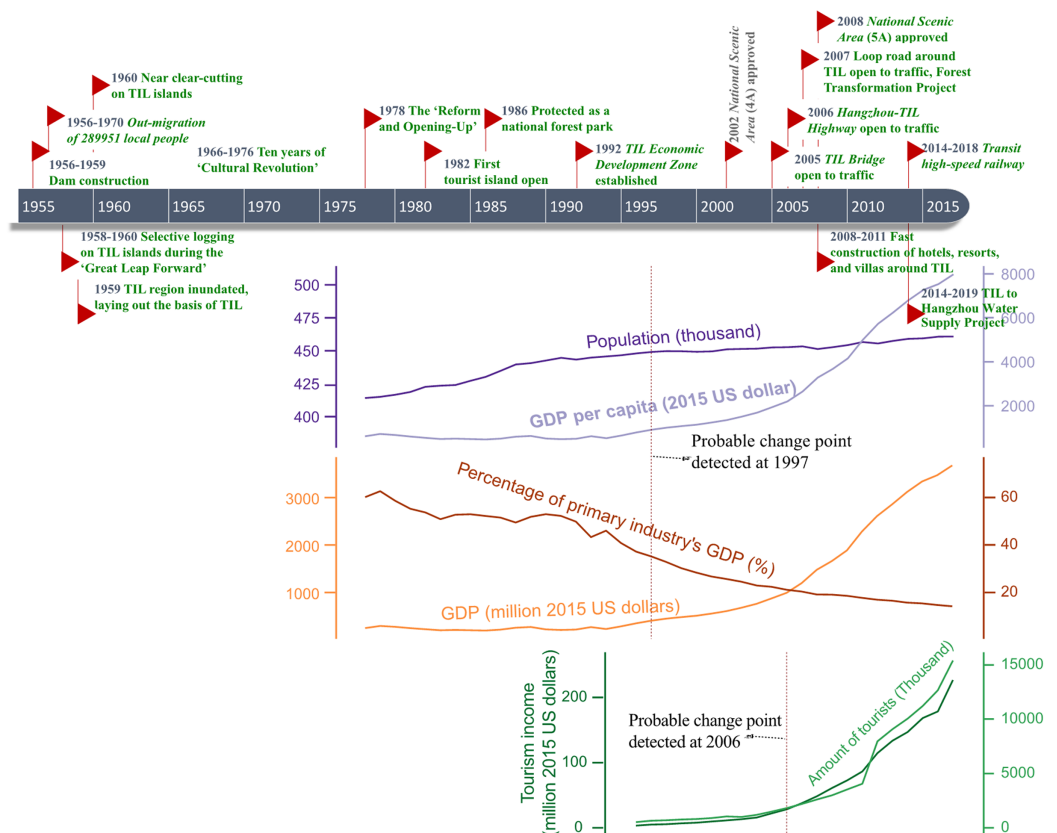 2008 National Scenic
Area (5A) approved
2007 Loop road around
TIL open to traffic, Forest
Transformation Project
2002 National Scenic
Area (4A) approved
1960 Near clear-cutting
on TIL islands
1956-1970 Out-migration
of 289951 local people
1978 The ‘Reform
and Opening-Up’
1986 Protected as a
national forest park
2006 Hangzhou-TIL
Highway open to traffic
1956-1959
Dam construction
1966-1976 Ten years of
‘Cultural Revolution’
1982 First
tourist island open
1992 TIL Economic
Development Zone
established
2005 TIL Bridge
open to traffic
2014-2018 Transit
high-speed railway
1955 1960 1965 1970 1975 1980 1985 1990 1995 2000 2005 2010 2015
1958-1960 Selective logging
on TIL islands during the
‘Great Leap Forward’
1959 TIL region inundated,
laying out the basis of TIL
2008-2011 Fast
construction of hotels, resorts,
and villas around TIL
2014-2019 TIL to
Hangzhou Water
Supply Project
500
475
450
425
400
Population (thousand)
GDP per capita (2015 US dollar)
8000
6000
4000
2000
Probable change point
detected at 1997
3000
2000
1000
Percentage of primary industry's GDP (%)
GDP (million 2015 US dollars)
60
40
20
Tourism income
(million 2015 US dollars)
200
100
0
Probable change point
detected at 2006
Amount of tourists (Thousand)
15000
10000
5000
0